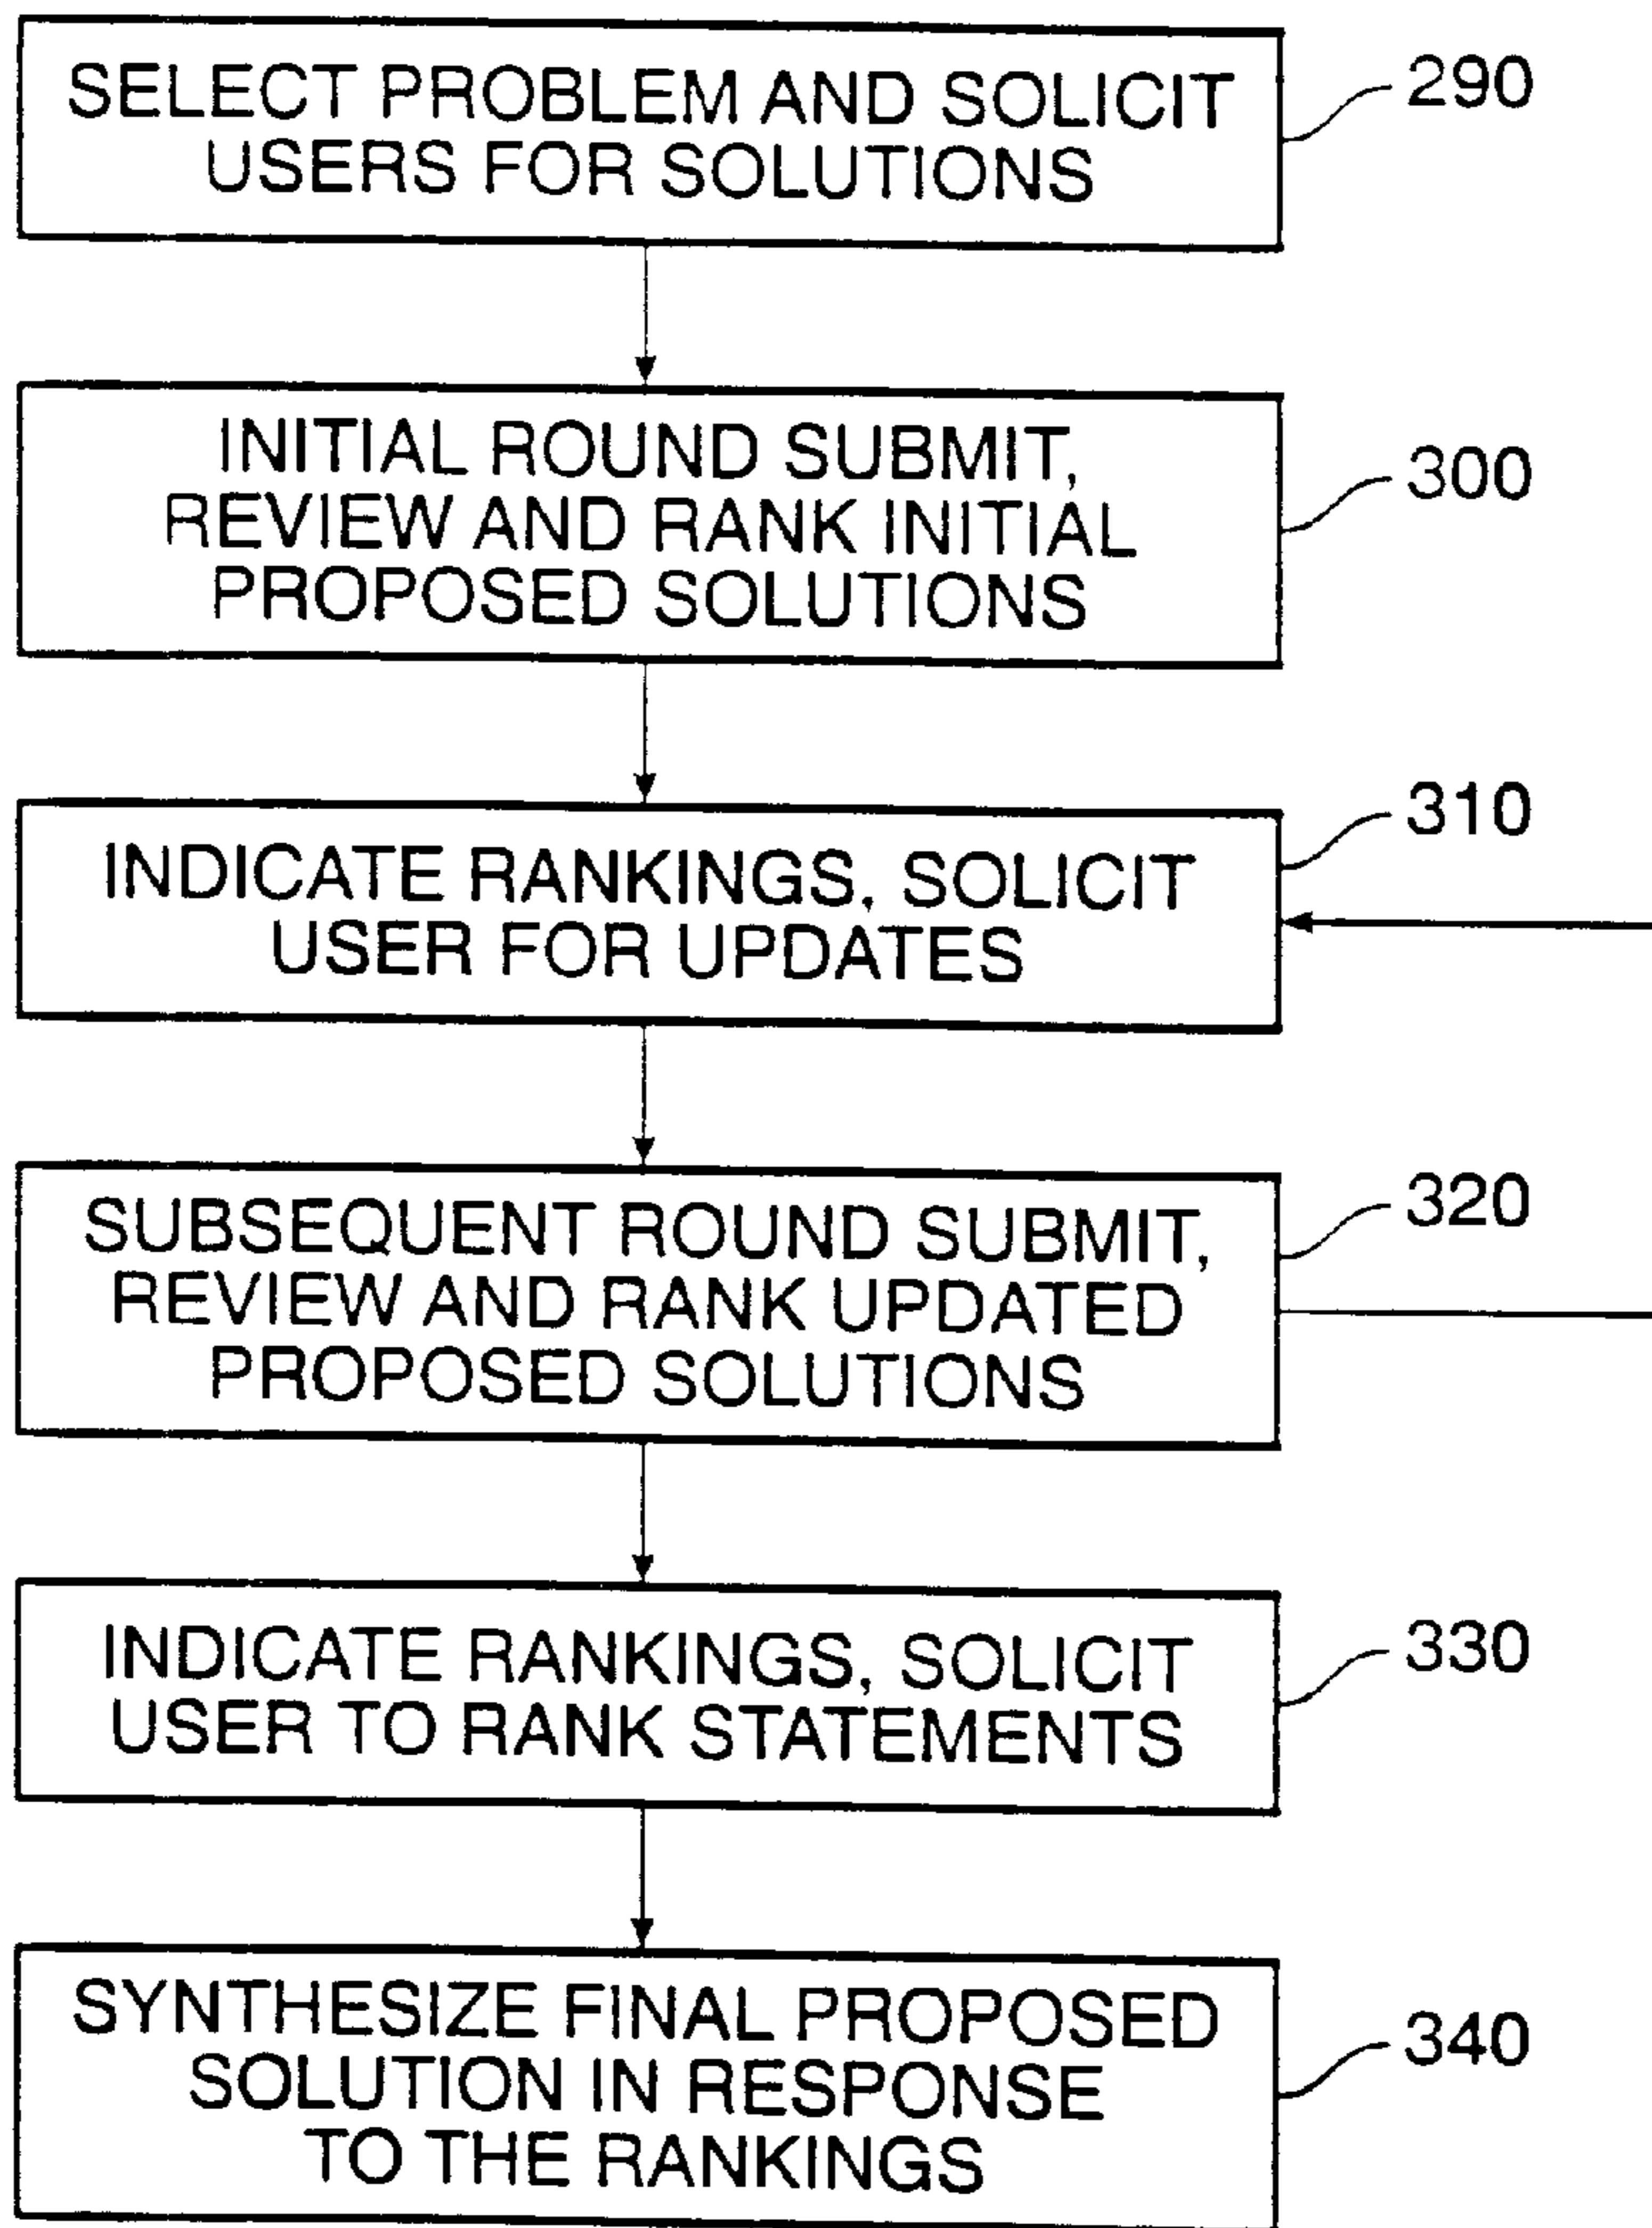 SELECT PROBLEM AND SOLICIT
USERS FOR SOLUTIONS
290
INITIAL ROUND SUBMIT,
REVIEW AND RANK INITIAL
PROPOSED SOLUTIONS
300
INDICATE RANKINGS, SOLICIT
USER FOR UPDATES
310
SUBSEQUENT ROUND SUBMIT,
REVIEW AND RANK UPDATED
PROPOSED SOLUTIONS
320
INDICATE RANKINGS, SOLICIT
USER TO RANK STATEMENTS
330
SYNTHESIZE FINAL PROPOSED
SOLUTION IN RESPONSE
TO THE RANKINGS
340